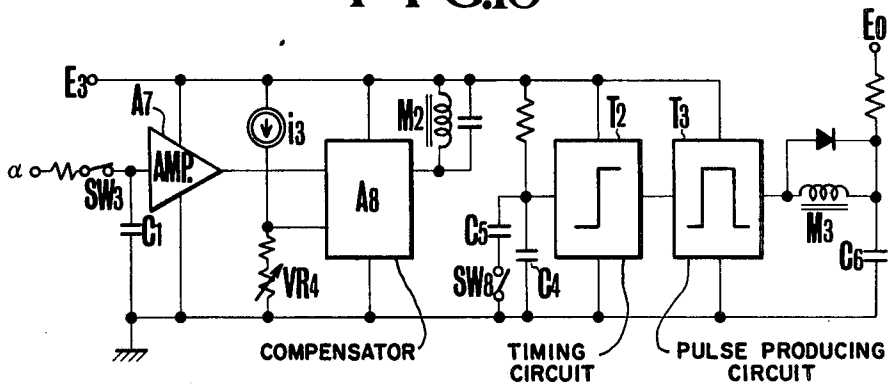 E0
E3
A7
i3
M2
T2
T3
α
SW3
AMP.
C1
A8
C5
M3
VR4
SW8
C4
C6
COMPENSATOR
TIMING CIRCUIT
PULSE PRODUCING CIRCUIT